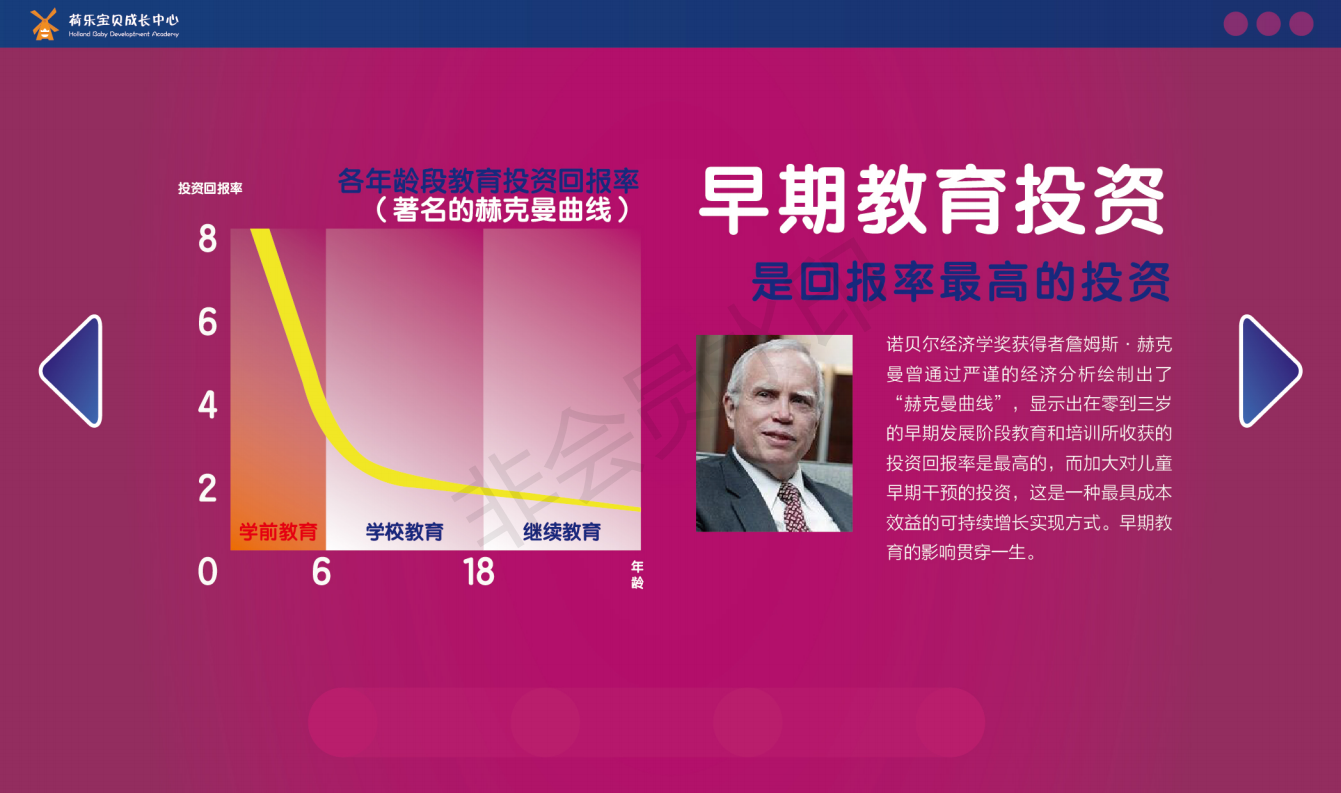 荷乐宝贝成长中心
Holland Baby Development Academy
投资回报率
各年龄段教育投资回报率
（著名的赫克曼曲线）
8
6
4
2
0
学前教育
学校教育
继续教育
6
18
年
龄
早期教育投资
是回报率最高的投资
诺贝尔经济学奖获得者詹姆斯·赫克
曼曾通过严谨的经济分析绘制出了
“赫克曼曲线”，显示出在零到三岁
的早期发展阶段教育和培训所收获的
投资回报率是最高的，而加大对儿童
早期干预的投资，这是一种最具成本
效益的可持续增长实现方式。早期教
育的影响贯穿一生。
非会员水印